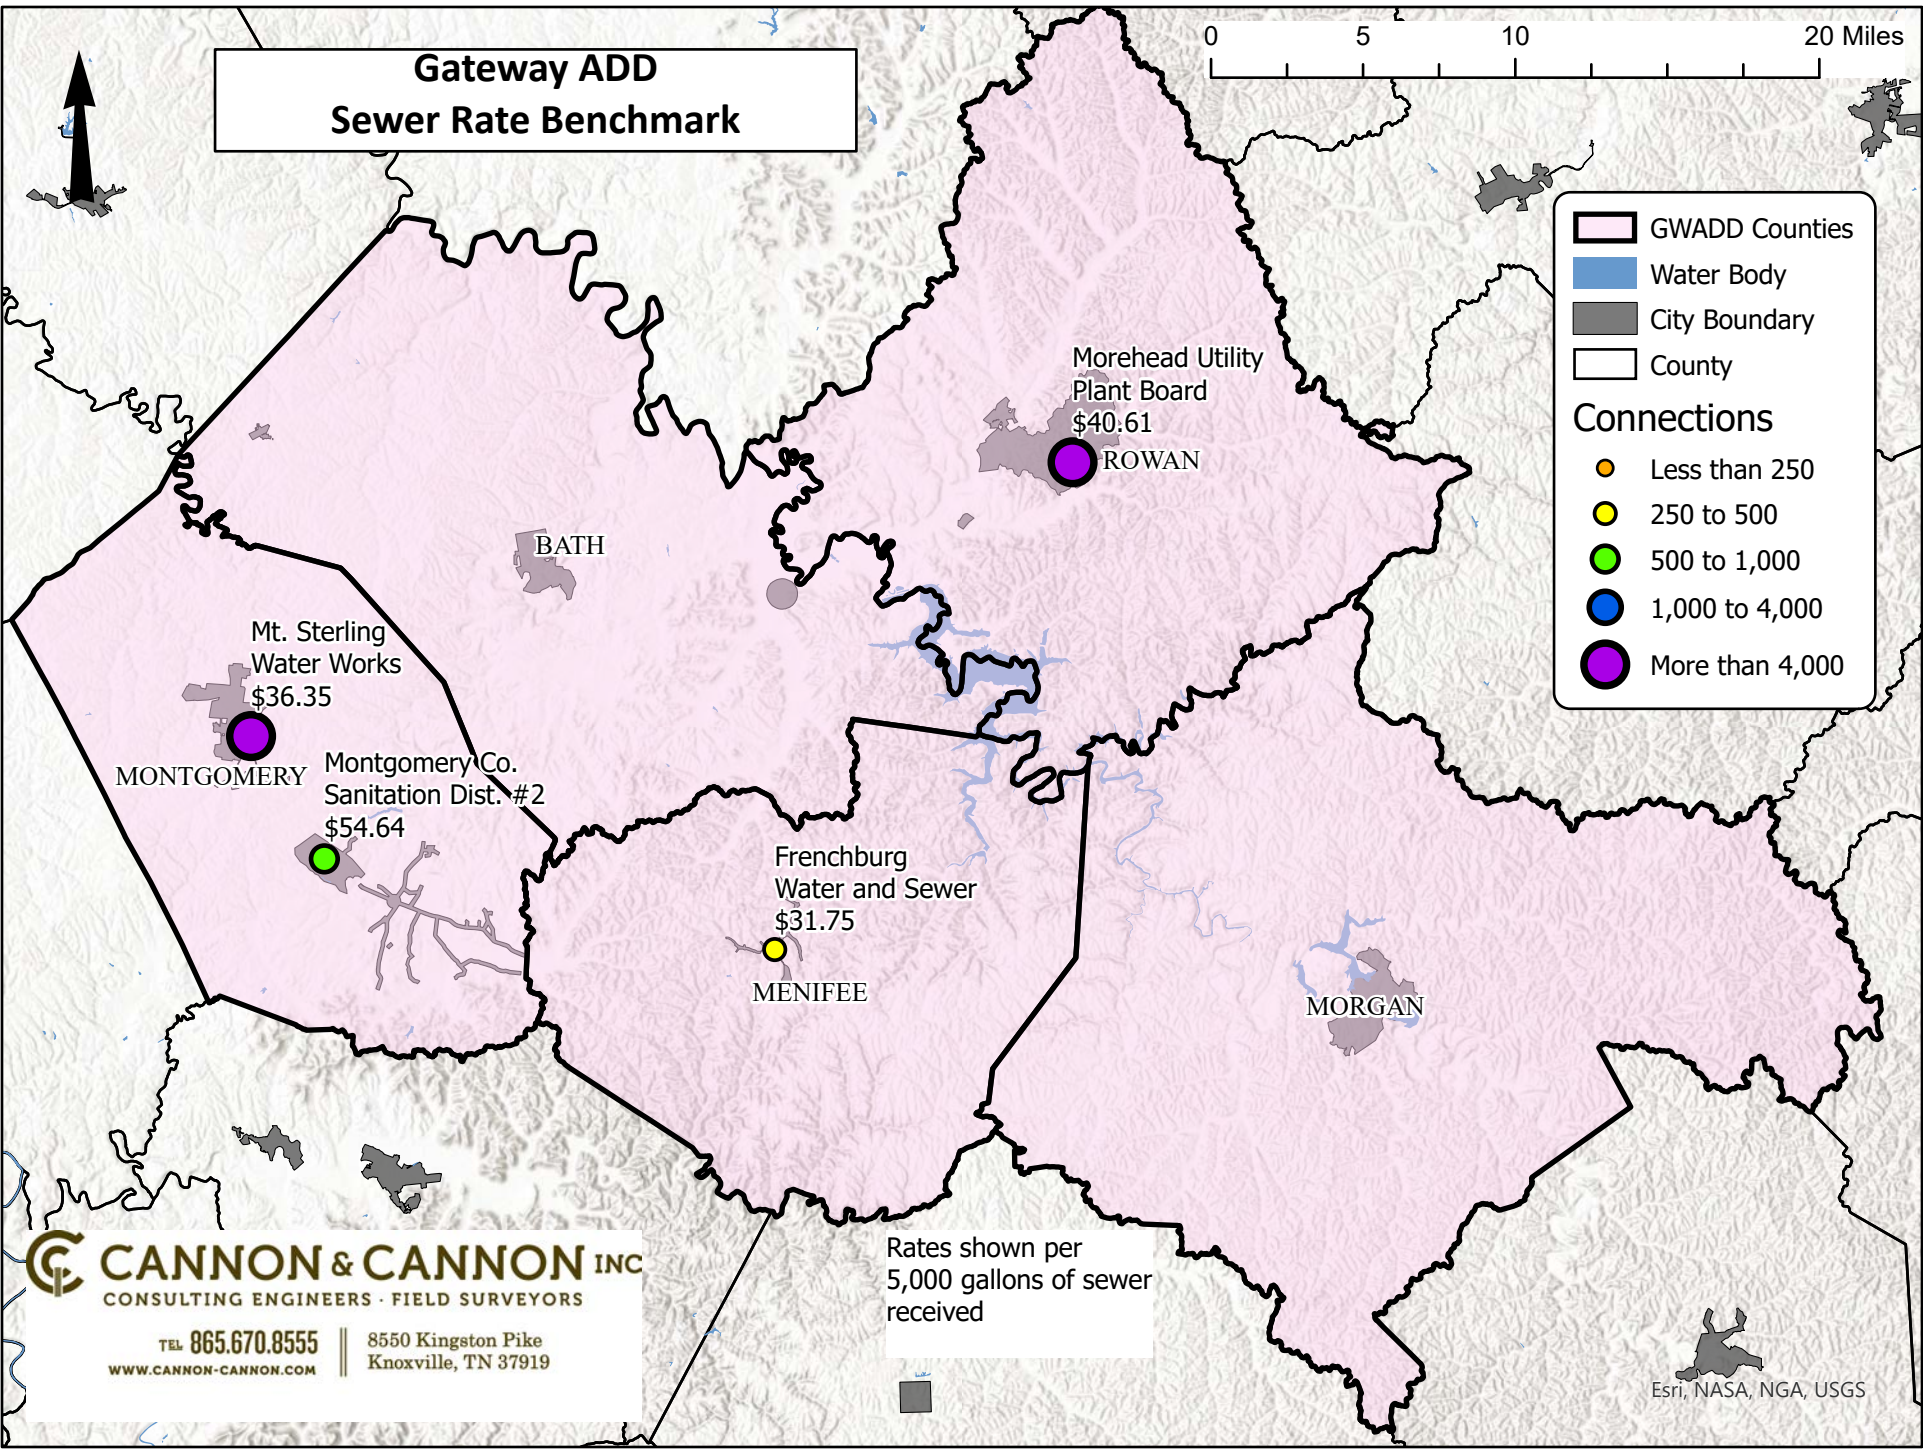 Gateway ADD
Sewer Rate Benchmark
0 5 10 20 Miles
GWADD Counties
Water Body
City Boundary
County
Connections
Less than 250
250 to 500
500 to 1,000
1,000 to 4,000
More than 4,000
Morehead Utility
Plant Board
$40.61
ROWAN
BATH
Mt. Sterling
Water Works
$36.35
MONTGOMERY
Montgomery Co.
Sanitation Dist. #2
$54.64
Frenchburg
Water and Sewer
$31.75
MENIFEE
MORGAN
Rates shown per
5,000 gallons of sewer
received
CANNON & CANNON INC
CONSULTING ENGINEERS · FIELD SURVEYORS
TEL 865.670.8555
WWW.CANNON-CANNON.COM
8550 Kingston Pike
Knoxville, TN 37919
Esri, NASA, NGA, USGS